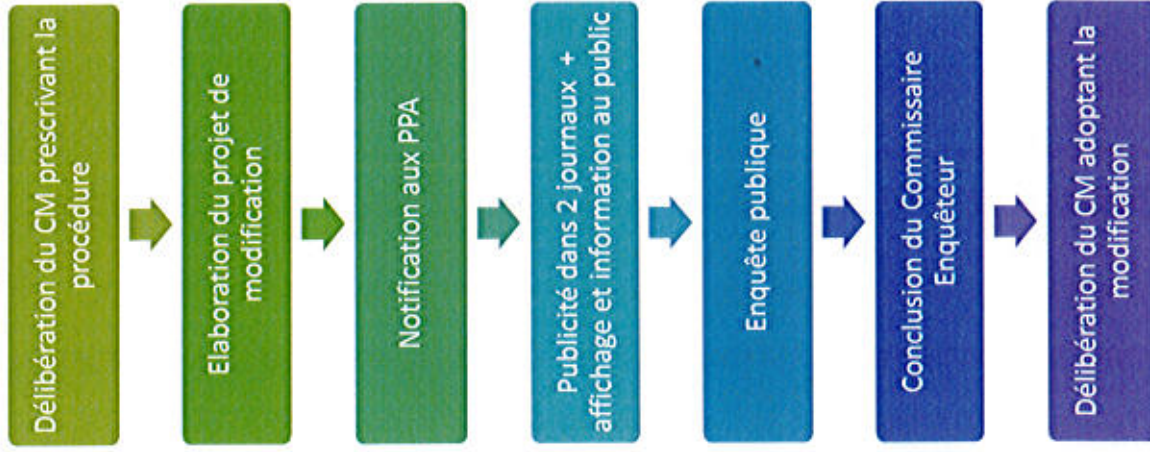 Délibération du CM prescrivant la
procédure
Elaboration du projet de
modification
Notification aux PPA
Publicité dans 2 journaux +
affichage et information au public
Enquête publique
Conclusion du Commissaire
Enquêteur
Délibération du CM adoptant la
modification